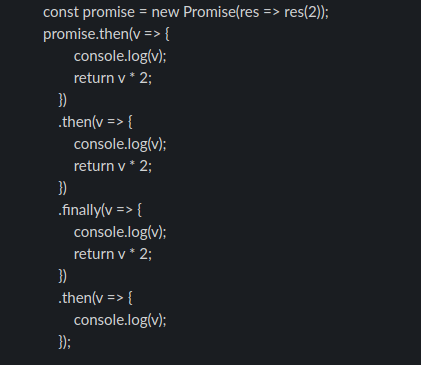 const promise = new Promise(res => res(2));
promise.then(v => {
console.log(v);
return v * 2;
})
.then(v => {
console.log(v);
return v * 2;
})
.finally(v => {
console.log(v);
return v * 2;
})
.then(v => {
console.log(v);
});